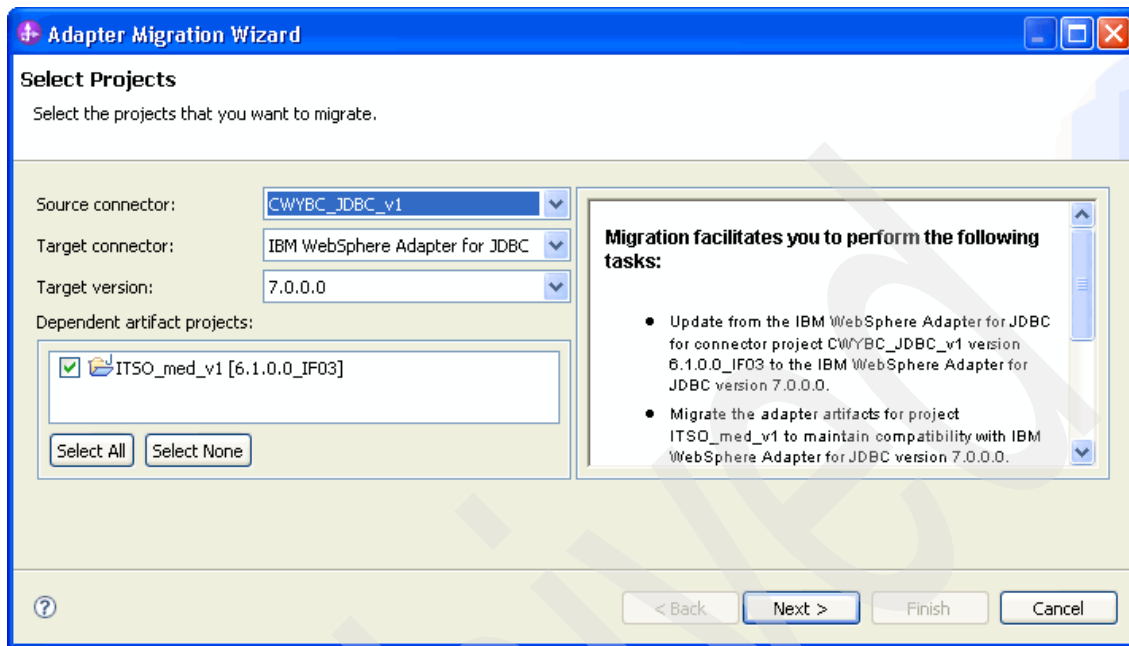 Adapter Migration Wizard
Select Projects
Select the projects that you want to migrate.
Source connector:
CWYBC_JDBC_v1
Target connector:
IBM WebSphere Adapter for JDBC
Target version:
7.0.0.0
Dependent artifact projects:
ITSO_med_v1 [6.1.0.0_IF03]
Select All
Select None
Migration facilitates you to perform the following
tasks:
• Update from the IBM WebSphere Adapter for JDBC
for connector project CWYBC_JDBC_v1 version
6.1.0.0_IF03 to the IBM WebSphere Adapter for
JDBC version 7.0.0.0.
• Migrate the adapter artifacts for project
ITSO_med_v1 to maintain compatibility with IBM
WebSphere Adapter for JDBC version 7.0.0.0.
?
< Back
Next >
Finish
Cancel